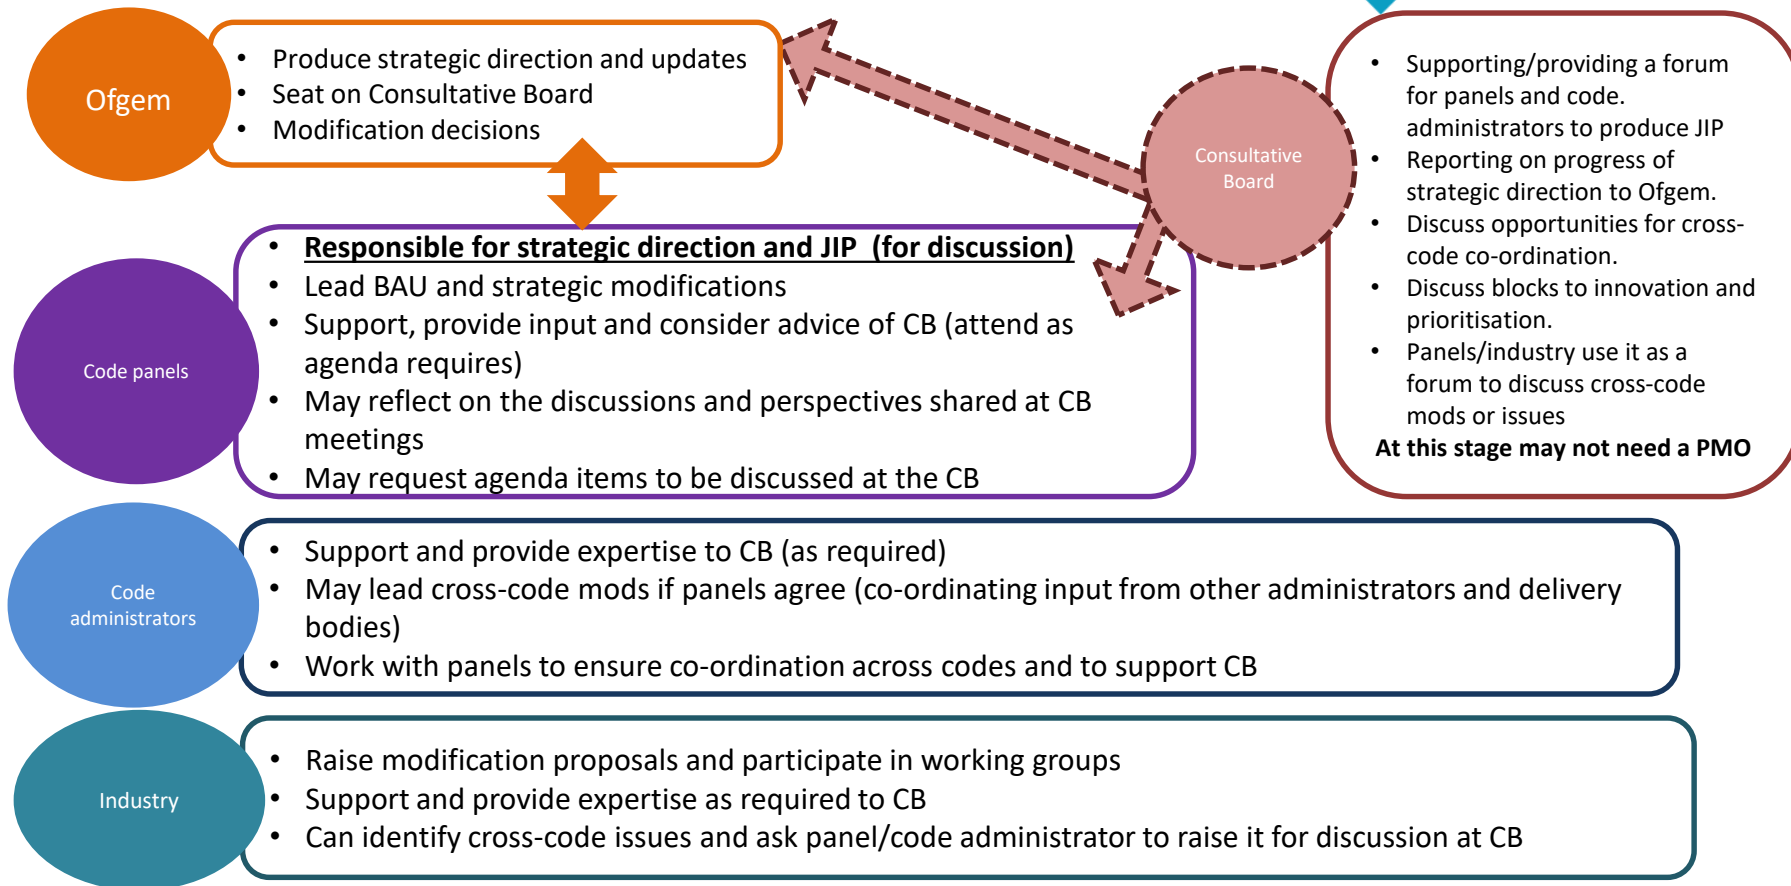 Ofgem
• Produce strategic direction and updates
• Seat on Consultative Board
• Modification decisions
Consultative
Board
• Supporting/providing a forum
for panels and code.
administrators to produce JIP
• Reporting on progress of
strategic direction to Ofgem.
• Discuss opportunities for cross-
code co-ordination.
• Discuss blocks to innovation and
prioritisation.
• Panels/industry use it as a
forum to discuss cross-code
mods or issues
At this stage may not need a PMO
Code panels
• Responsible for strategic direction and JIP (for discussion)
• Lead BAU and strategic modifications
• Support, provide input and consider advice of CB (attend as
agenda requires)
• May reflect on the discussions and perspectives shared at CB
meetings
• May request agenda items to be discussed at the CB
Code
administrators
• Support and provide expertise to CB (as required)
• May lead cross-code mods if panels agree (co-ordinating input from other administrators and delivery
bodies)
• Work with panels to ensure co-ordination across codes and to support CB
Industry
• Raise modification proposals and participate in working groups
• Support and provide expertise as required to CB
• Can identify cross-code issues and ask panel/code administrator to raise it for discussion at CB